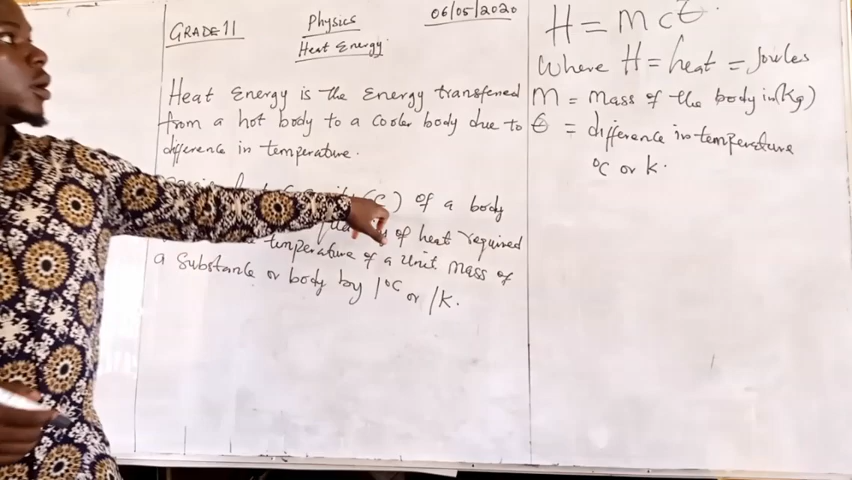 GRADE 11
Physics
06/05/2020
Heat Energy
Heat Energy is the Energy transferred
from a hot body to a cooler body due to
difference in temperature.
(C) of a body
of heat required
temperature of a unit mass of
a substance or body by 1°C or 1K.
H = mct
Where H = heat = Joules
M = mass of the body in (Kg)
t = difference in temperature
°C or K.